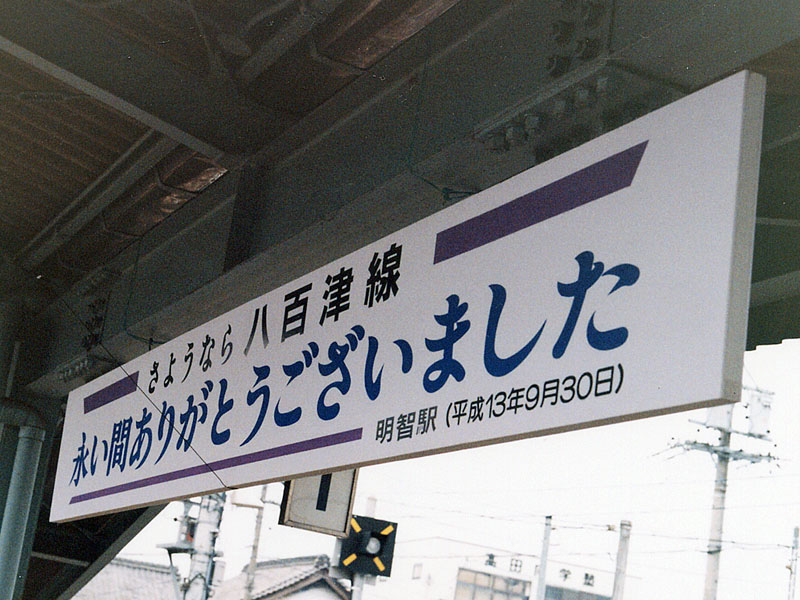 さようなら 八百津線
永い間ありがとうございました
明智駅 (平成13年9月30日)
1